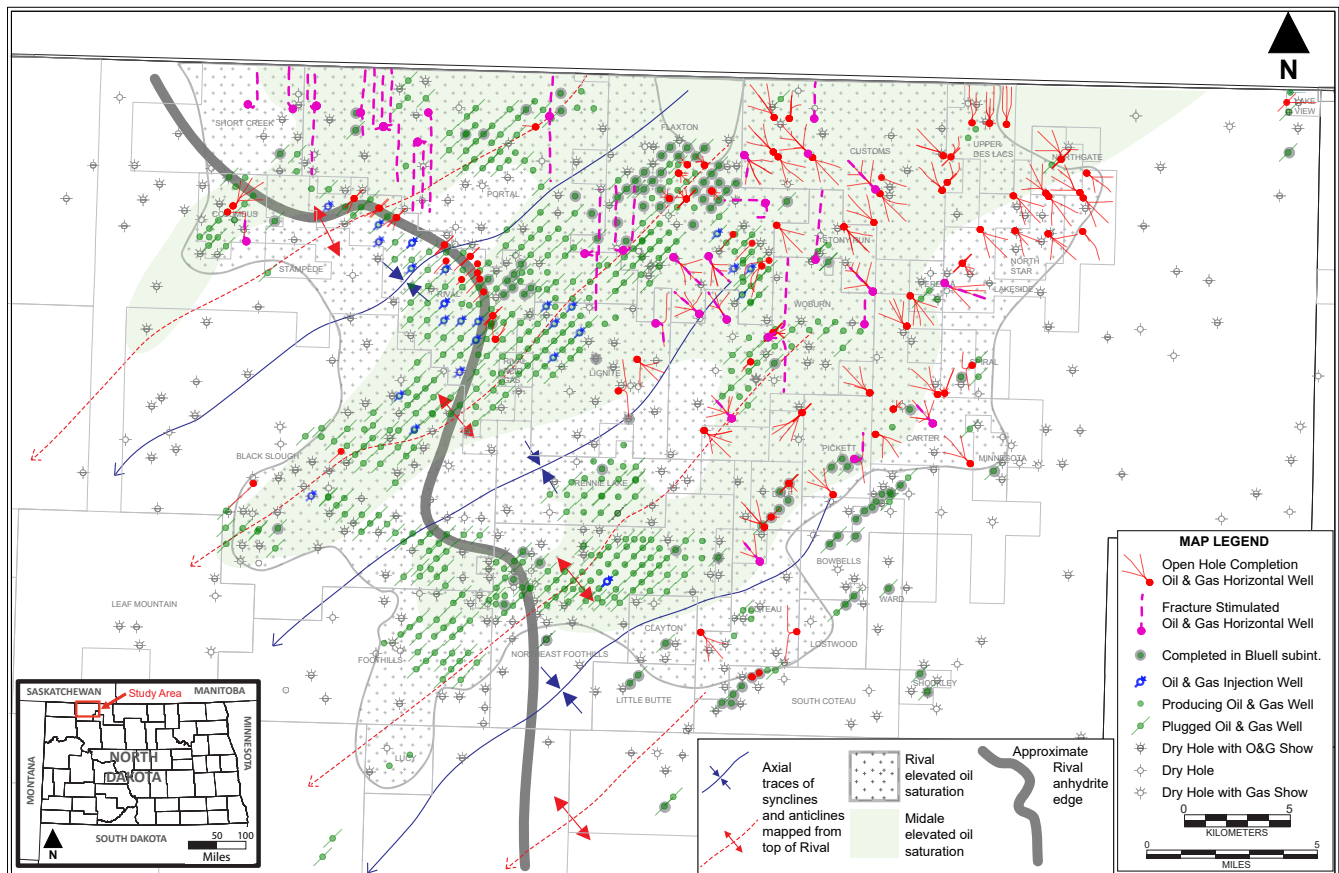 N
LAKE
VIEW
SHORT CREEK
FLAXTON
CUSTOMS
UPPER
DES LACS
NORTHGATE
PORTAL
COLUMBUS
STONY RUN
NORTH
STAR
STAMPEDE
LAKESIDE
RIVAL
WOBURN
RIVAL
GAS
LIGNITE
CARTER
PICKETT
BLACK SLOUGH
MINNESOTA
RENNIE LAKE
BOWBELLS
LEAF MOUNTAIN
WARD
COTEAU
CLAYTON
LOSTWOOD
NORTHEAST FOOTHILLS
FOOTHILLS
SHOCKLEY
LITTLE BUTTE
SOUTH COTEAU
LUCY
MAP LEGEND
Open Hole Completion
Oil & Gas Horizontal Well
Fracture Stimulated
Oil & Gas Horizontal Well
Completed in Bluell subint.
Oil & Gas Injection Well
Producing Oil & Gas Well
Plugged Oil & Gas Well
Dry Hole with O&G Show
Dry Hole
Dry Hole with Gas Show
0 5
KILOMETERS
0 5
MILES
Axial
traces of
synclines
and anticlines
mapped from
top of Rival
Rival
elevated oil
saturation
Midale
elevated oil
saturation
Approximate
Rival
anhydrite
edge
SASKATCHEWAN
MANITOBA
Study Area
MONTANA
NORTH
DAKOTA
MINNESOTA
SOUTH DAKOTA
N
50 100
Miles